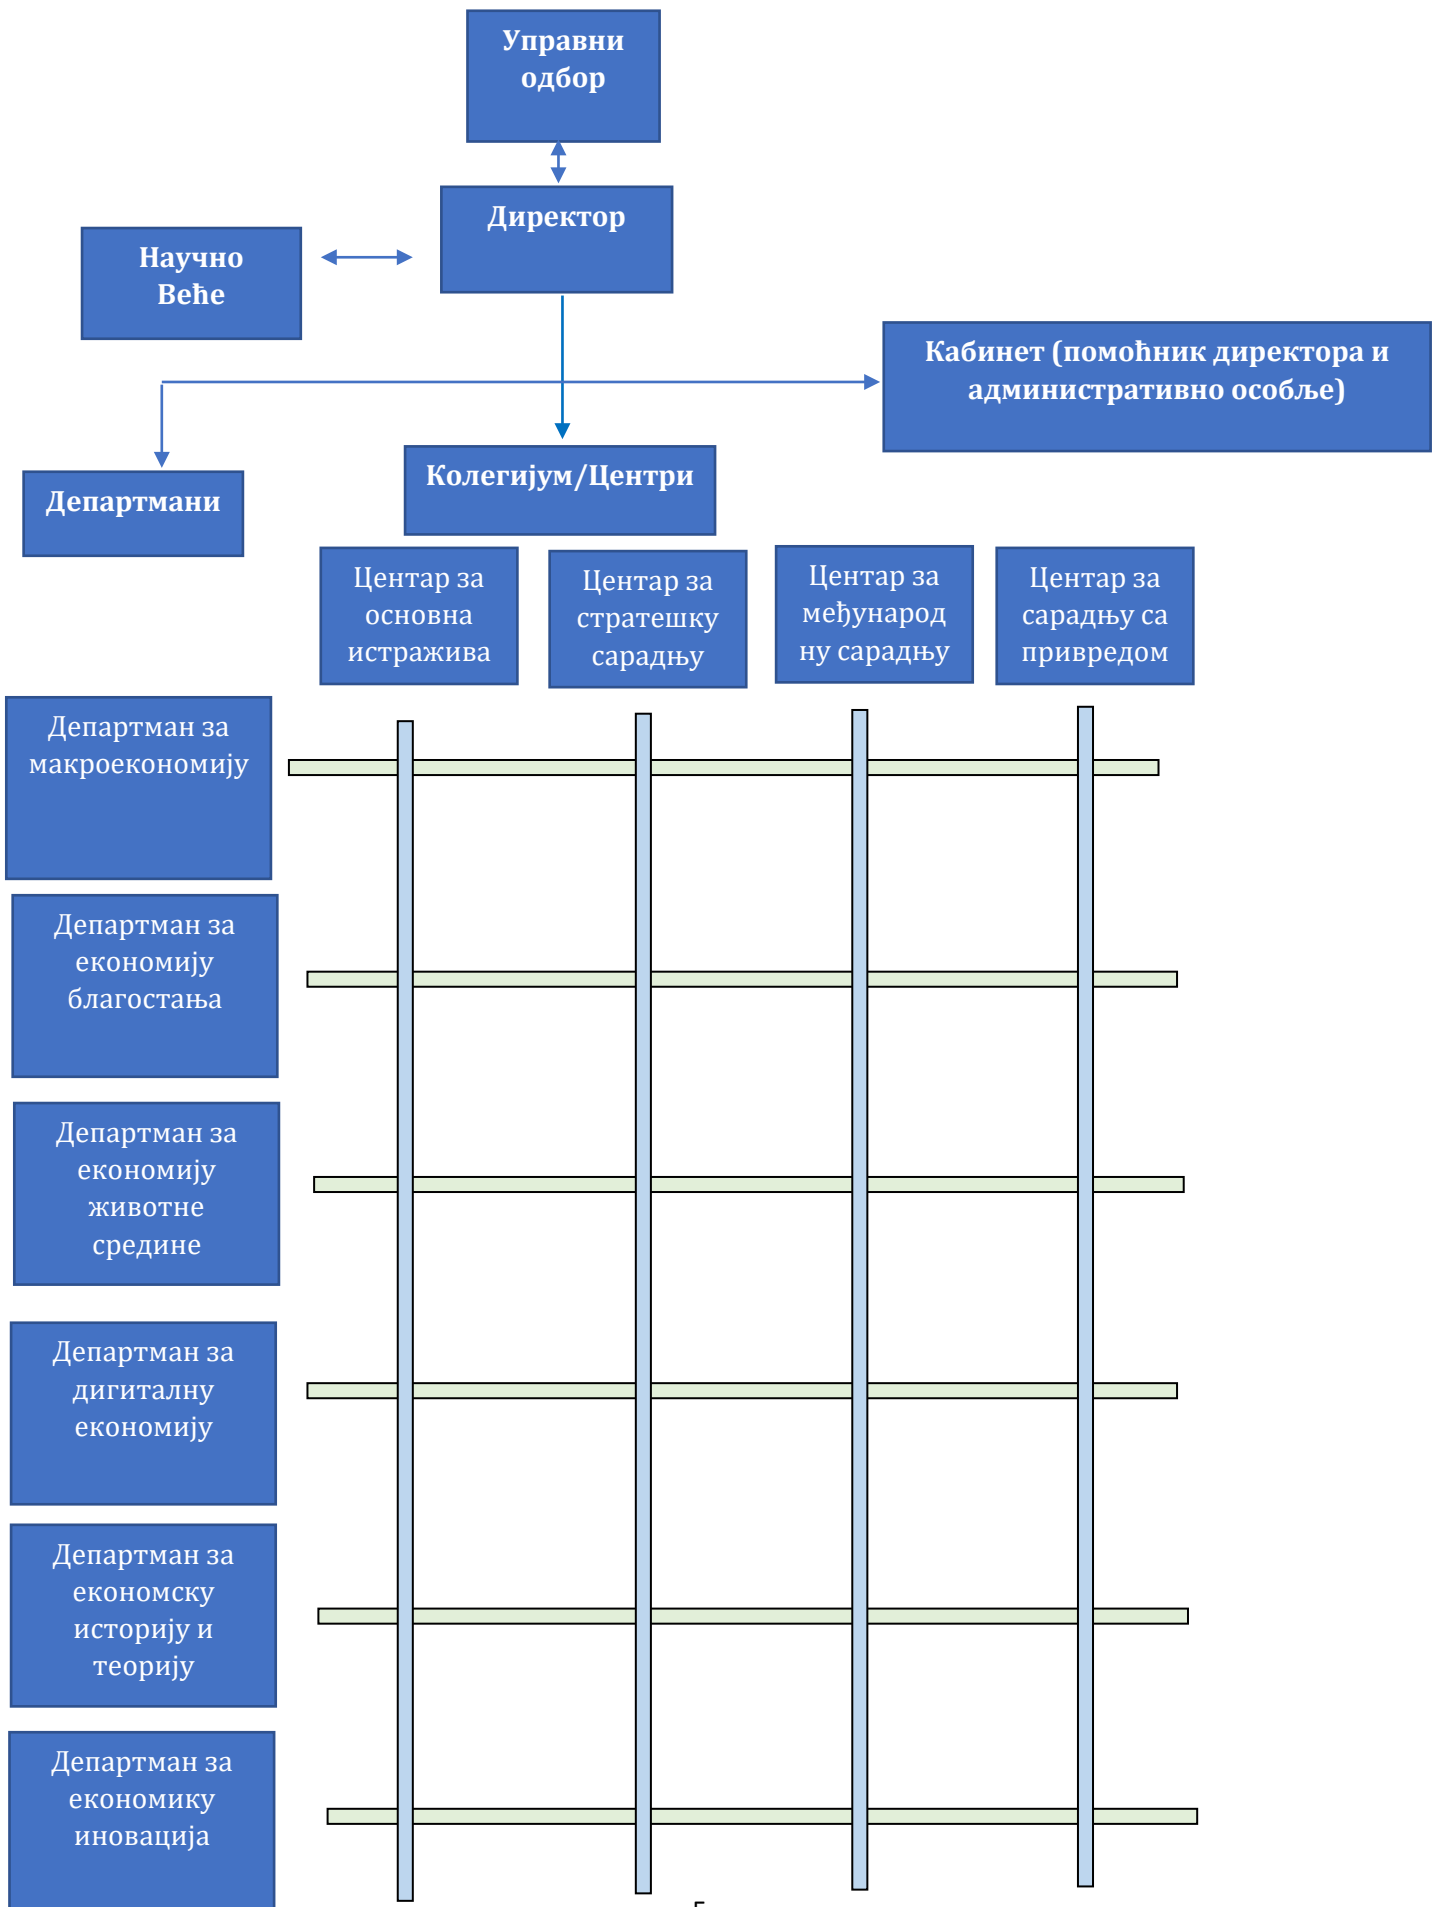 Управни
одбор
Директор
Научно
Веће
Кабинет (помоћник директора и
административно особље)
Колегијум/Центри
Департмани
Центар за
основна
истражива
Центар за
стратешку
сарадњу
Центар за
међународ
ну сарадњу
Центар за
сарадњу са
привредом
Департман за
макроекономију
Департман за
економију
благостања
Департман за
економију
животне
средине
Департман за
дигиталну
економију
Департман за
економску
историју и
теорију
Департман за
економику
иновација